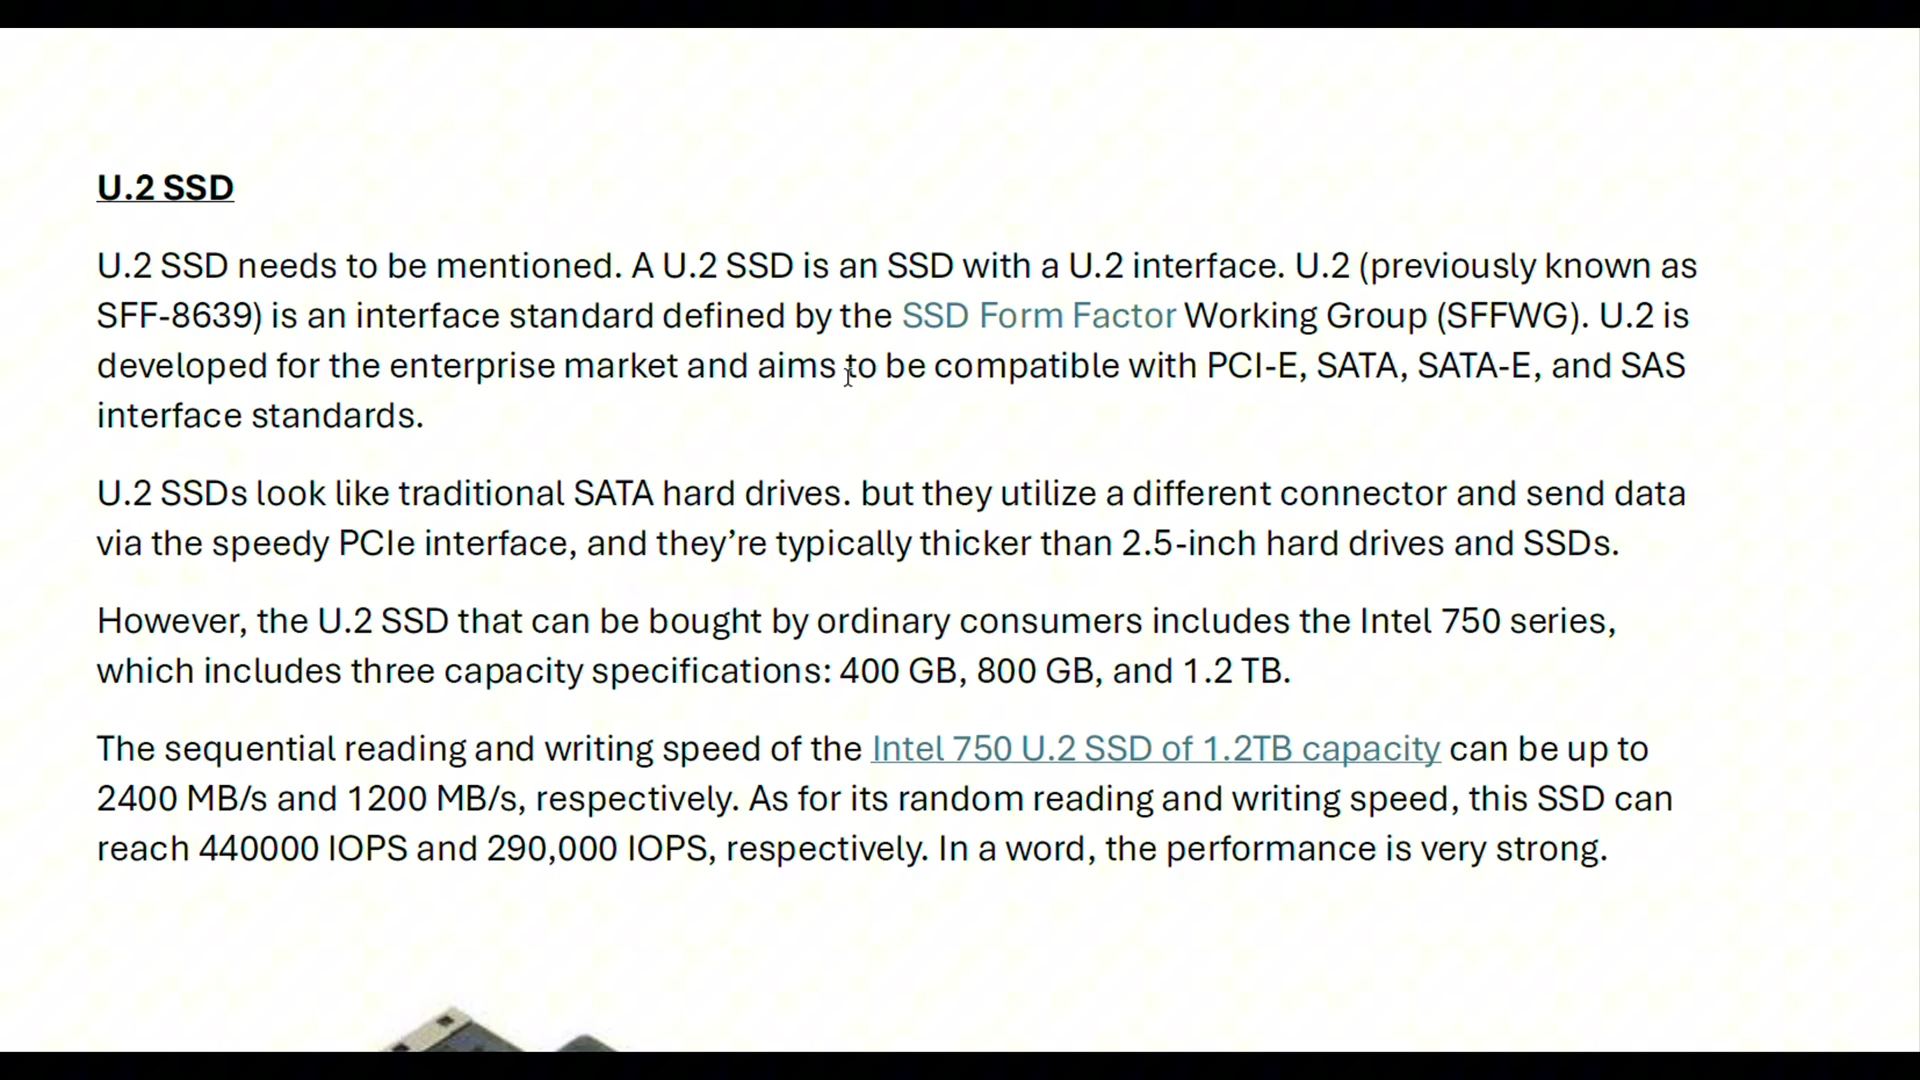 U.2 SSD
U.2 SSD needs to be mentioned. A U.2 SSD is an SSD with a U.2 interface. U.2 (previously known as
SFF-8639) is an interface standard defined by the SSD Form Factor Working Group (SFFWG). U.2 is
developed for the enterprise market and aims to be compatible with PCI-E, SATA, SATA-E, and SAS
interface standards.
U.2 SSDs look like traditional SATA hard drives. but they utilize a different connector and send data
via the speedy PCIe interface, and they’re typically thicker than 2.5-inch hard drives and SSDs.
However, the U.2 SSD that can be bought by ordinary consumers includes the Intel 750 series,
which includes three capacity specifications: 400 GB, 800 GB, and 1.2 TB.
The sequential reading and writing speed of the Intel 750 U.2 SSD of 1.2TB capacity can be up to
2400 MB/s and 1200 MB/s, respectively. As for its random reading and writing speed, this SSD can
reach 440000 IOPS and 290,000 IOPS, respectively. In a word, the performance is very strong.